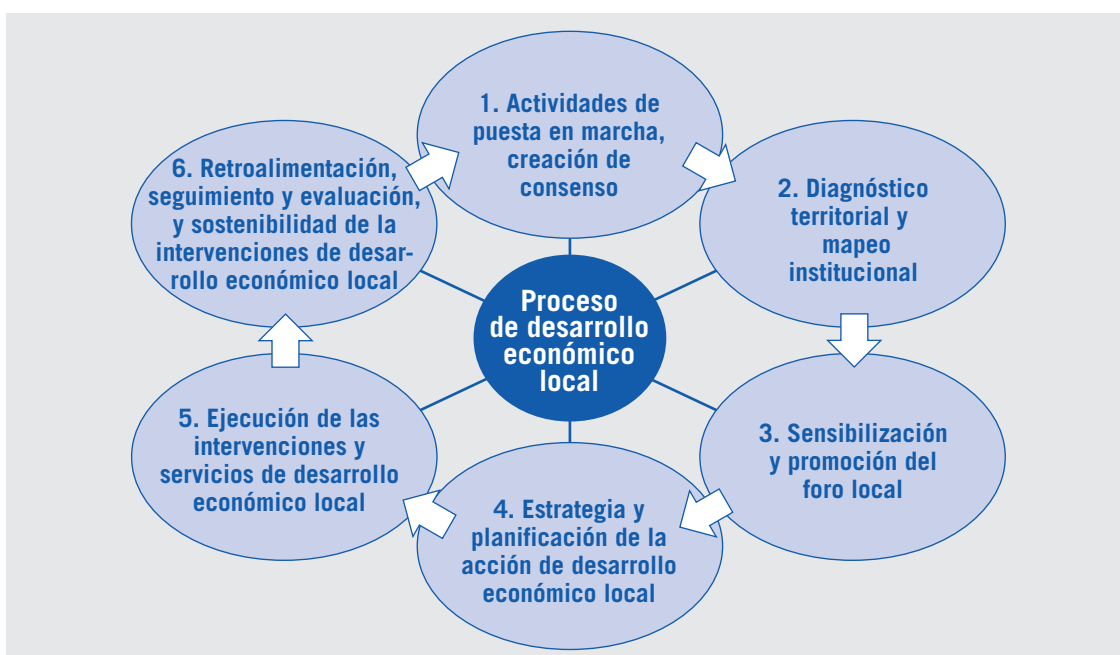 1. Actividades de
puesta en marcha,
creación de
consenso
2. Diagnóstico
territorial y
mapeo
institucional
3. Sensibilización
y promoción del
foro local
4. Estrategia y
planificación de la
acción de desarrollo
económico local
5. Ejecución de las
intervenciones y
servicios de desarrollo
económico local
6. Retroalimentación,
seguimiento y evaluación,
y sostenibilidad de la
intervenciones de desar-
rollo económico local
Proceso
de desarrollo
económico
local